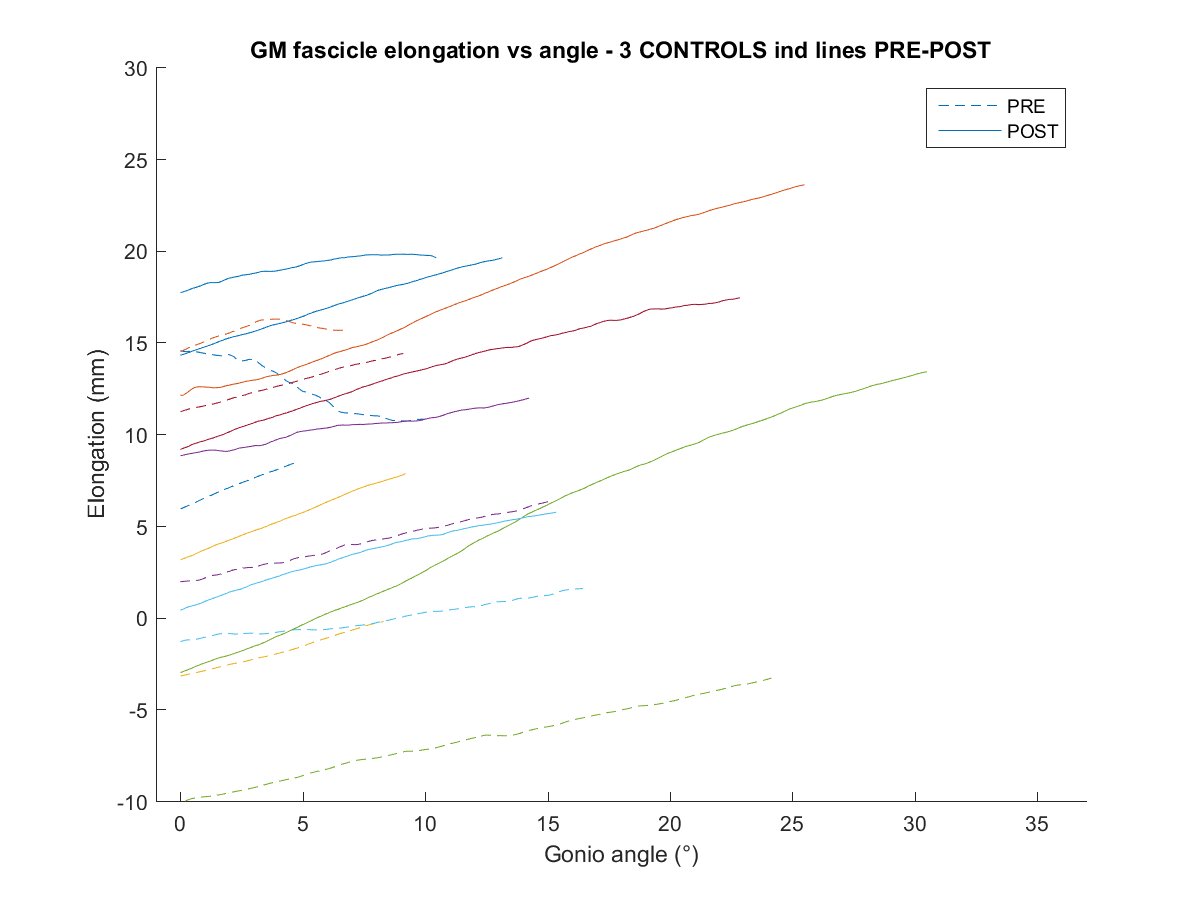 GM fascicle elongation vs angle - 3 CONTROLS ind lines PRE-POST
30
25
20
15
10
5
0
-5
-10
Elongation (mm)
PRE
POST
0 5 10 15 20 25 30 35
Gonio angle (°)